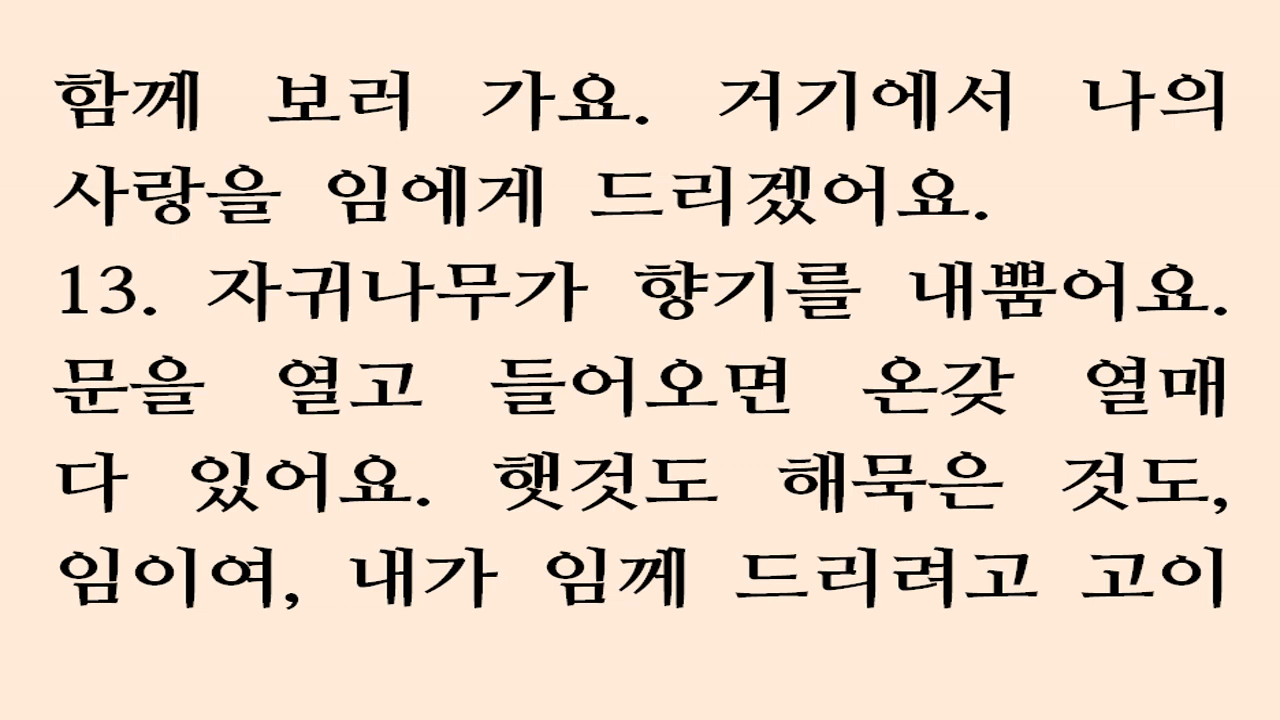 함께 보러 가요. 거기에서 나의
사랑을 임에게 드리겠어요.
13. 자귀나무가 향기를 내뿜어요.
문을 열고 들어오면 온갖 열매
다 있어요. 햇것도 해묵은 것도,
임이여, 내가 임께 드리려고 고이